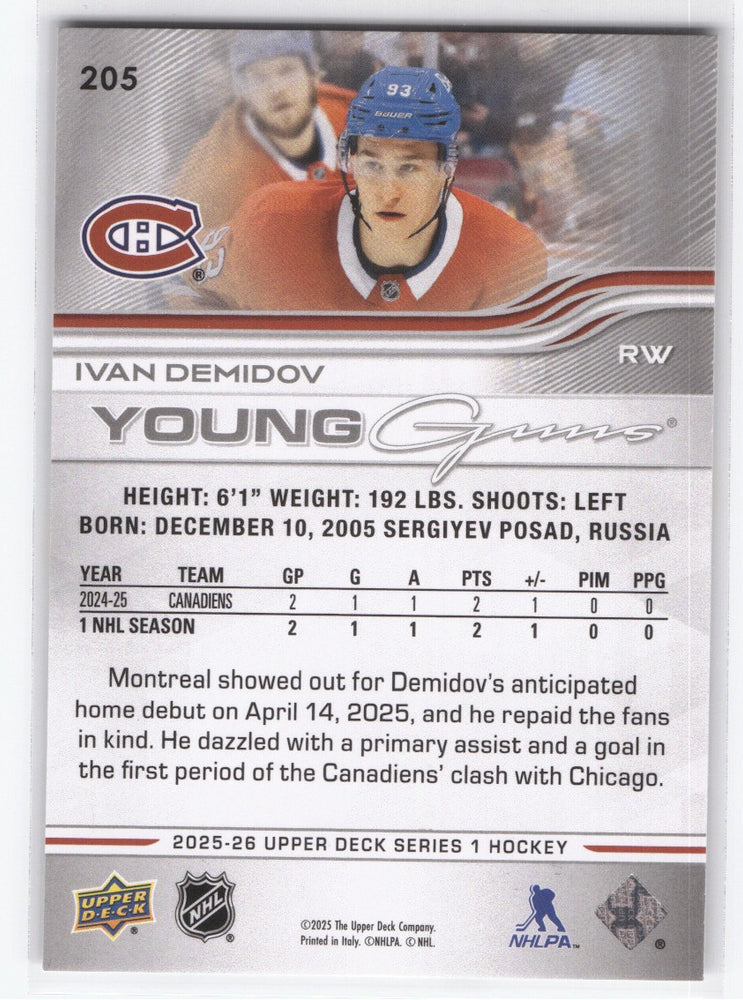 205
93
BAUER
C H
®
RW
IVAN DEMIDOV
YOUNG Guns®
HEIGHT: 6'1" WEIGHT: 192 LBS. SHOOTS: LEFT
BORN: DECEMBER 10, 2005 SERGIYEV POSAD, RUSSIA
YEAR TEAM GP G A PTS +/- PIM PPG
2024-25 CANADIENS 2 1 1 2 1 0 0
1 NHL SEASON 2 1 1 2 1 0 0
Montreal showed out for Demidov's anticipated
home debut on April 14, 2025, and he repaid the fans
in kind. He dazzled with a primary assist and a goal in
the first period of the Canadiens' clash with Chicago.
2025-26 UPPER DECK SERIES 1 HOCKEY
UPPER
D·E·C·K
®
NHL
®
©2025 The Upper Deck Company.
Printed in Italy. ©NHLPA. © NHL.
NHLPA™
®